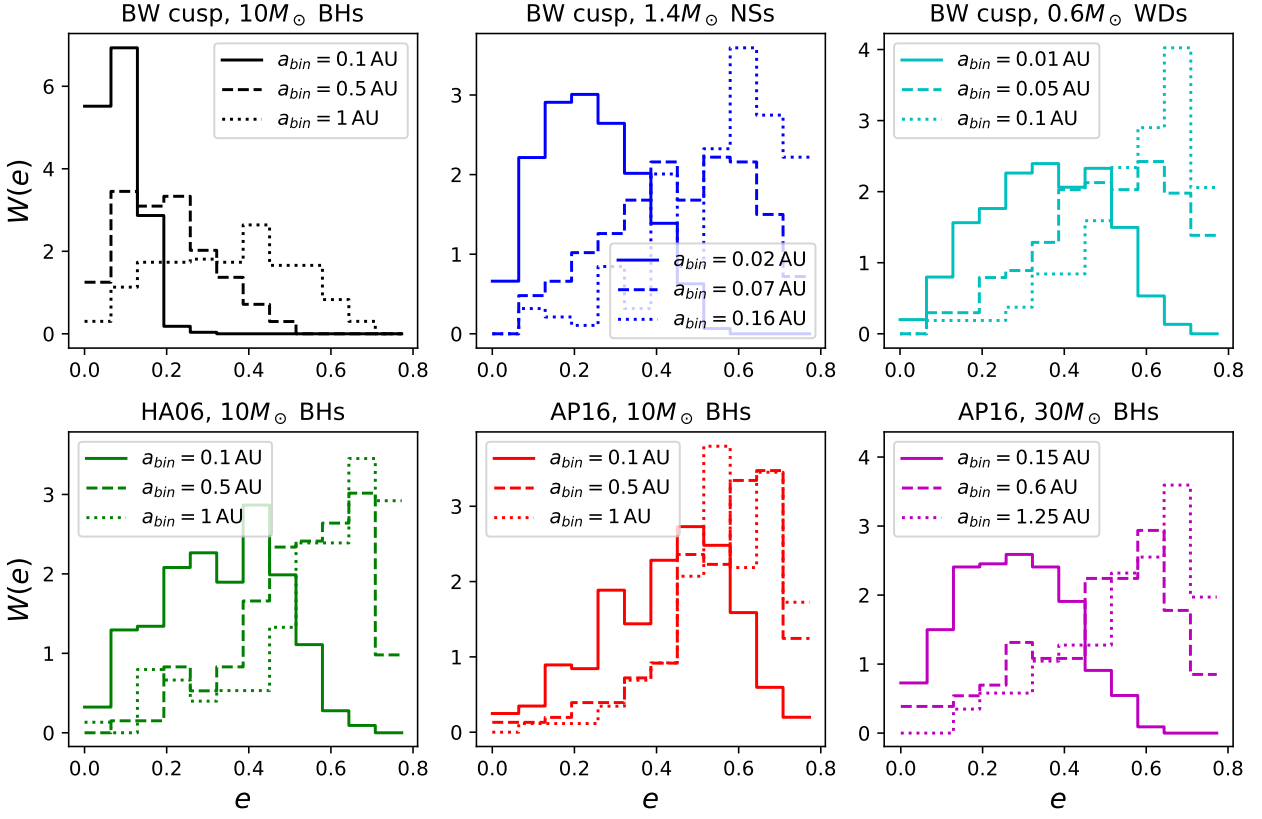 BW cusp, 10M⊙ BHs
W(e)
6
4
2
0
0.0 0.2 0.4 0.6 0.8
a_bin = 0.1 AU
a_bin = 0.5 AU
a_bin = 1 AU
BW cusp, 1.4M⊙ NSs
3
2
1
0
0.0 0.2 0.4 0.6 0.8
a_bin = 0.02 AU
a_bin = 0.07 AU
a_bin = 0.16 AU
BW cusp, 0.6M⊙ WDs
4
3
2
1
0
0.0 0.2 0.4 0.6 0.8
a_bin = 0.01 AU
a_bin = 0.05 AU
a_bin = 0.1 AU
HA06, 10M⊙ BHs
W(e)
3
2
1
0
0.0 0.2 0.4 0.6 0.8
e
a_bin = 0.1 AU
a_bin = 0.5 AU
a_bin = 1 AU
AP16, 10M⊙ BHs
3
2
1
0
0.0 0.2 0.4 0.6 0.8
e
a_bin = 0.1 AU
a_bin = 0.5 AU
a_bin = 1 AU
AP16, 30M⊙ BHs
4
3
2
1
0
0.0 0.2 0.4 0.6 0.8
e
a_bin = 0.15 AU
a_bin = 0.6 AU
a_bin = 1.25 AU